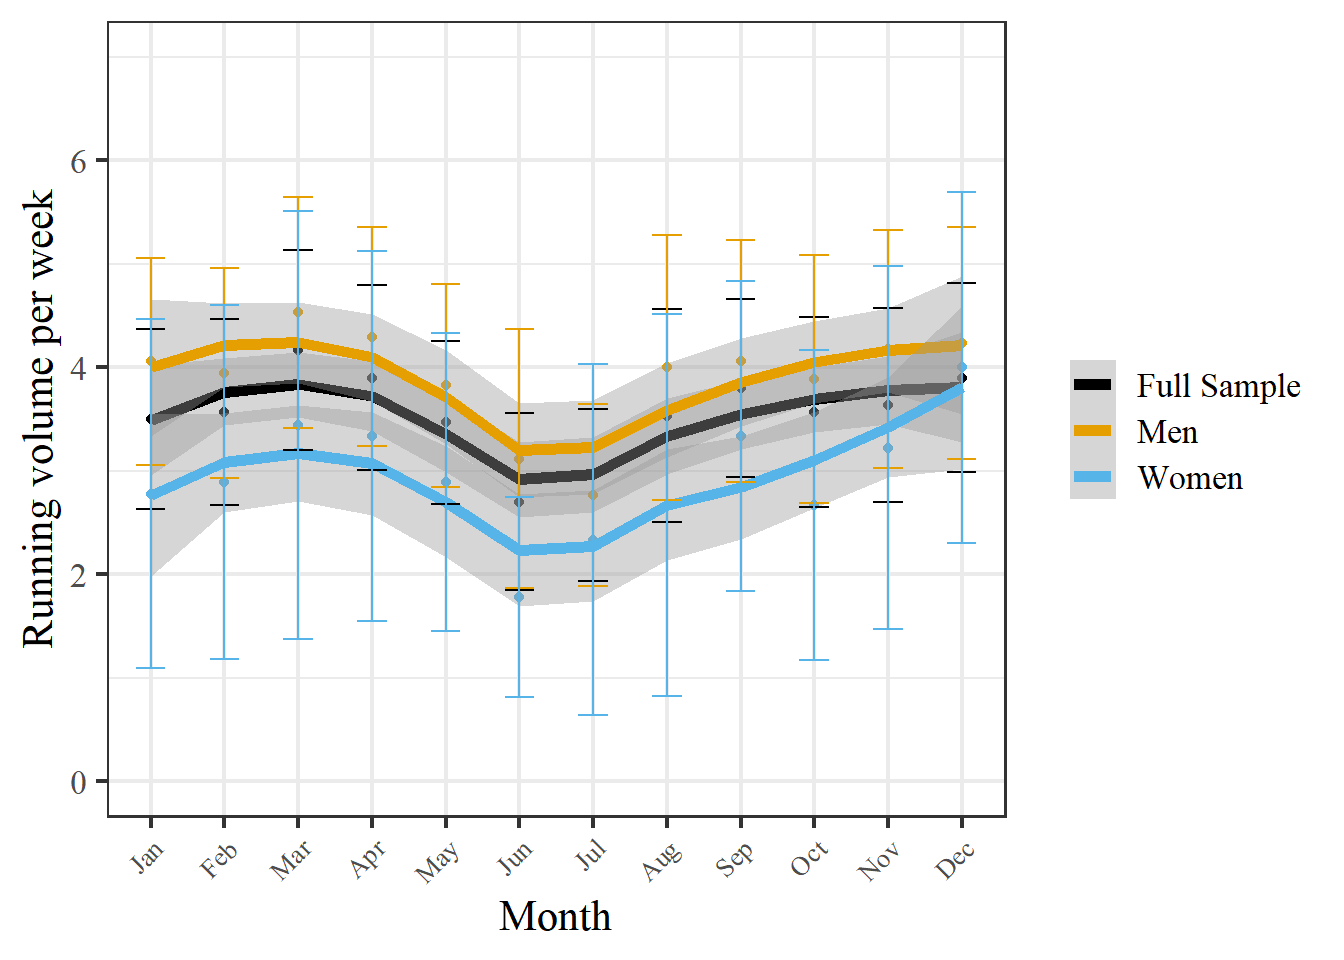 Running volume per week
6
4
2
0
Jan
Feb
Mar
Apr
May
Jun
Jul
Aug
Sep
Oct
Nov
Dec
Month
Full Sample
Men
Women